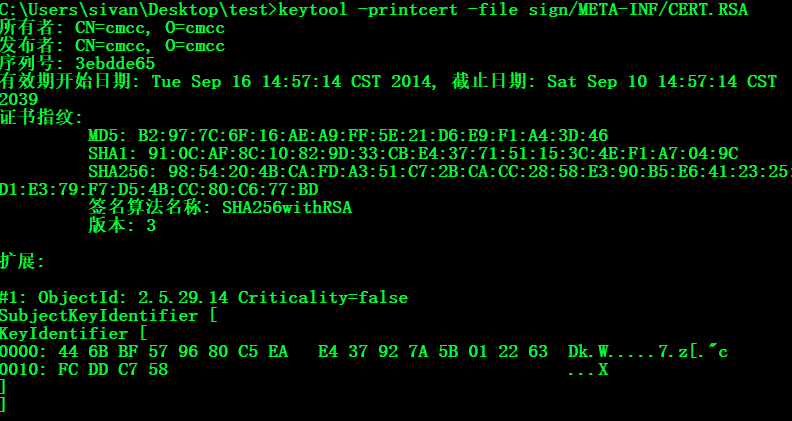 C:\Users\sivan\Desktop\test>keytool -printcert -file sign/META-INF/CERT.RSA
所有者: CN=cmcc, O=cmcc
发布者: CN=cmcc, O=cmcc
序列号: 3ebdde65
有效期开始日期: Tue Sep 16 14:57:14 CST 2014, 截止日期: Sat Sep 10 14:57:14 CST
2039
证书指纹:
MD5: B2:97:7C:6F:16:AE:A9:FF:5E:21:D6:E9:F1:A4:3D:46
SHA1: 91:0C:AF:8C:10:82:9D:33:CB:E4:37:71:51:15:3C:4E:F1:A7:04:9C
SHA256: 98:54:20:4B:CA:FD:A3:51:C7:2B:CA:CC:28:58:E3:90:B5:E6:41:23:25:
D1:E3:79:F7:D5:4B:CC:80:C6:77:BD
签名算法名称: SHA256withRSA
版本: 3
扩展:
#1: ObjectId: 2.5.29.14 Criticality=false
SubjectKeyIdentifier [
KeyIdentifier [
0000: 44 6B BF 57 96 80 C5 EA   E4 37 92 7A 5B 01 22 63  Dk.W.....7.z[."c
0010: FC DD C7 58                                        ...X
]
]